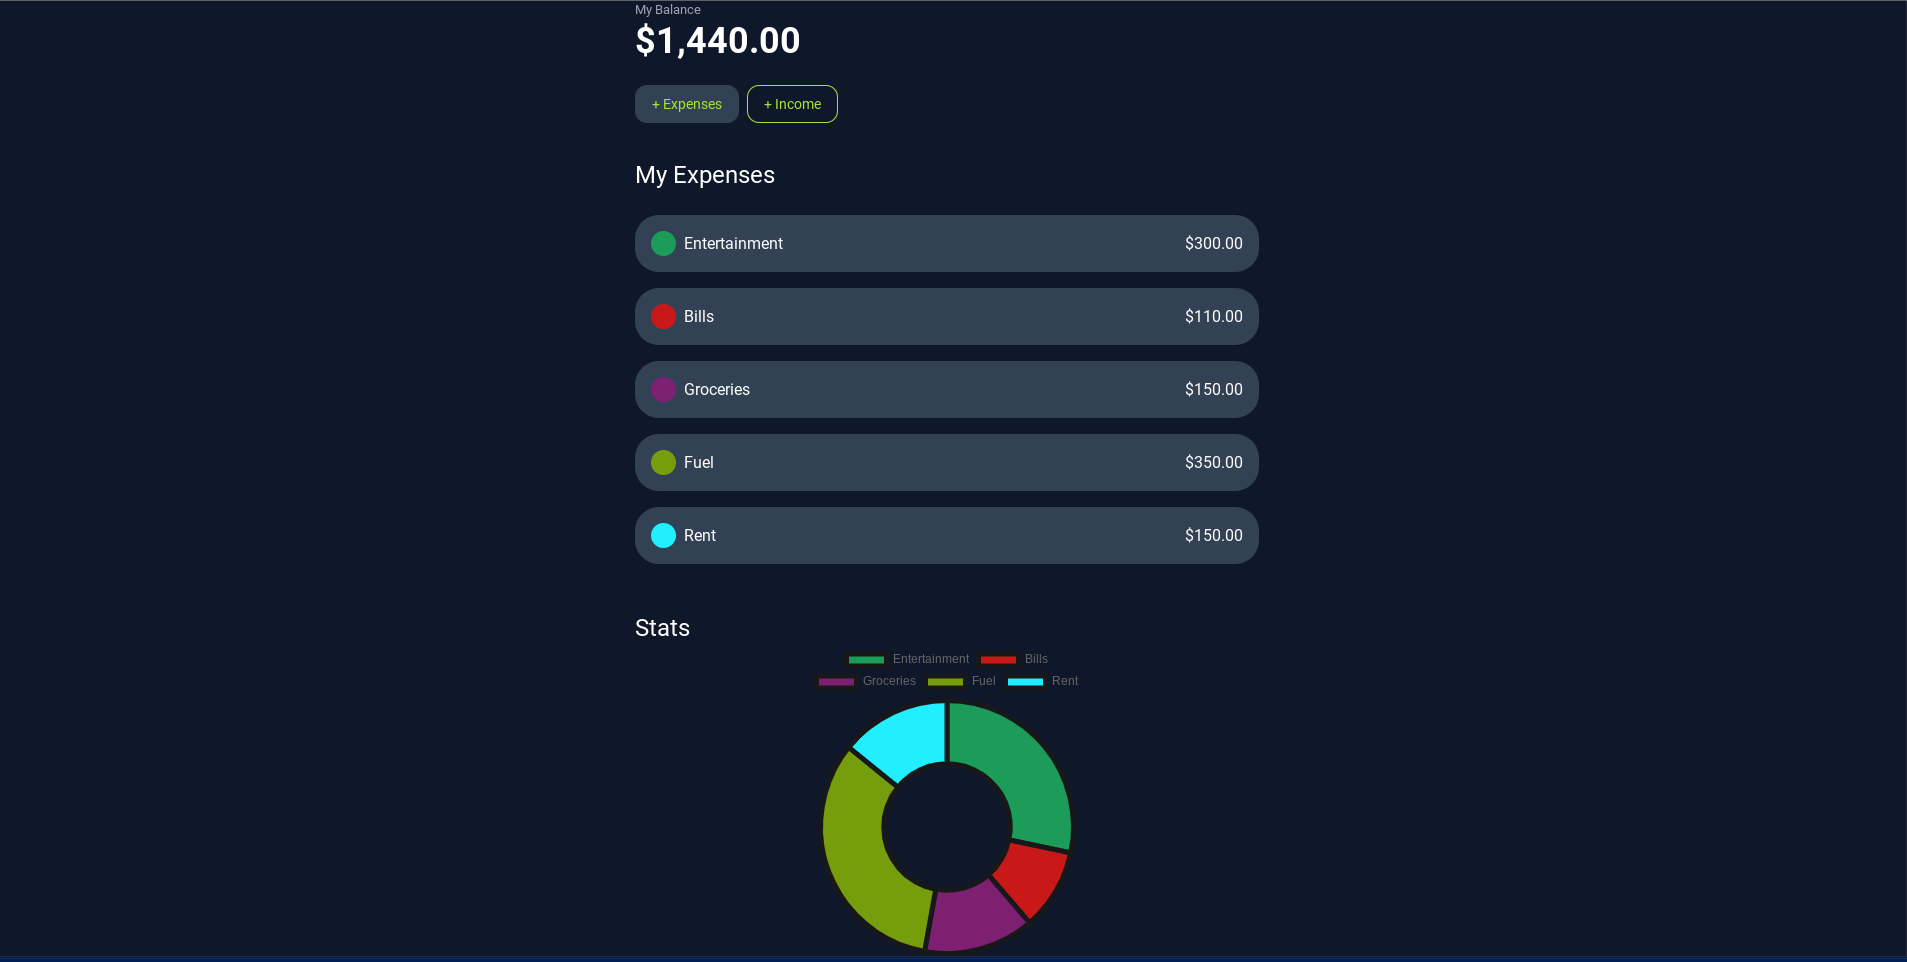 My Balance
$1,440.00
+ Expenses + Income
My Expenses
Entertainment $300.00
Bills $110.00
Groceries $150.00
Fuel $350.00
Rent $150.00
Stats
Entertainment Bills
Groceries Fuel Rent